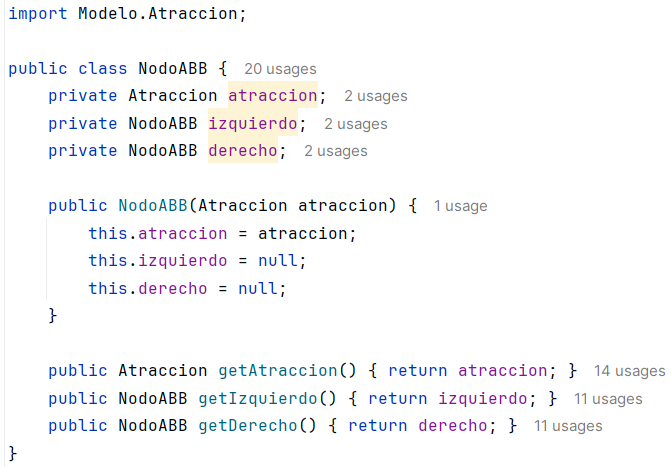 import Modelo.Atraccion;
public class NodoABB { 20 usages
private Atraccion atraccion; 2 usages
private NodoABB izquierdo; 2 usages
private NodoABB derecho; 2 usages
public NodoABB(Atraccion atraccion) { 1 usage
this.atraccion = atraccion;
this.izquierdo = null;
this.derecho = null;
}
public Atraccion getAtraccion() { return atraccion; } 14 usages
public NodoABB getIzquierdo() { return izquierdo; } 11 usages
public NodoABB getDerecho() { return derecho; } 11 usages
}